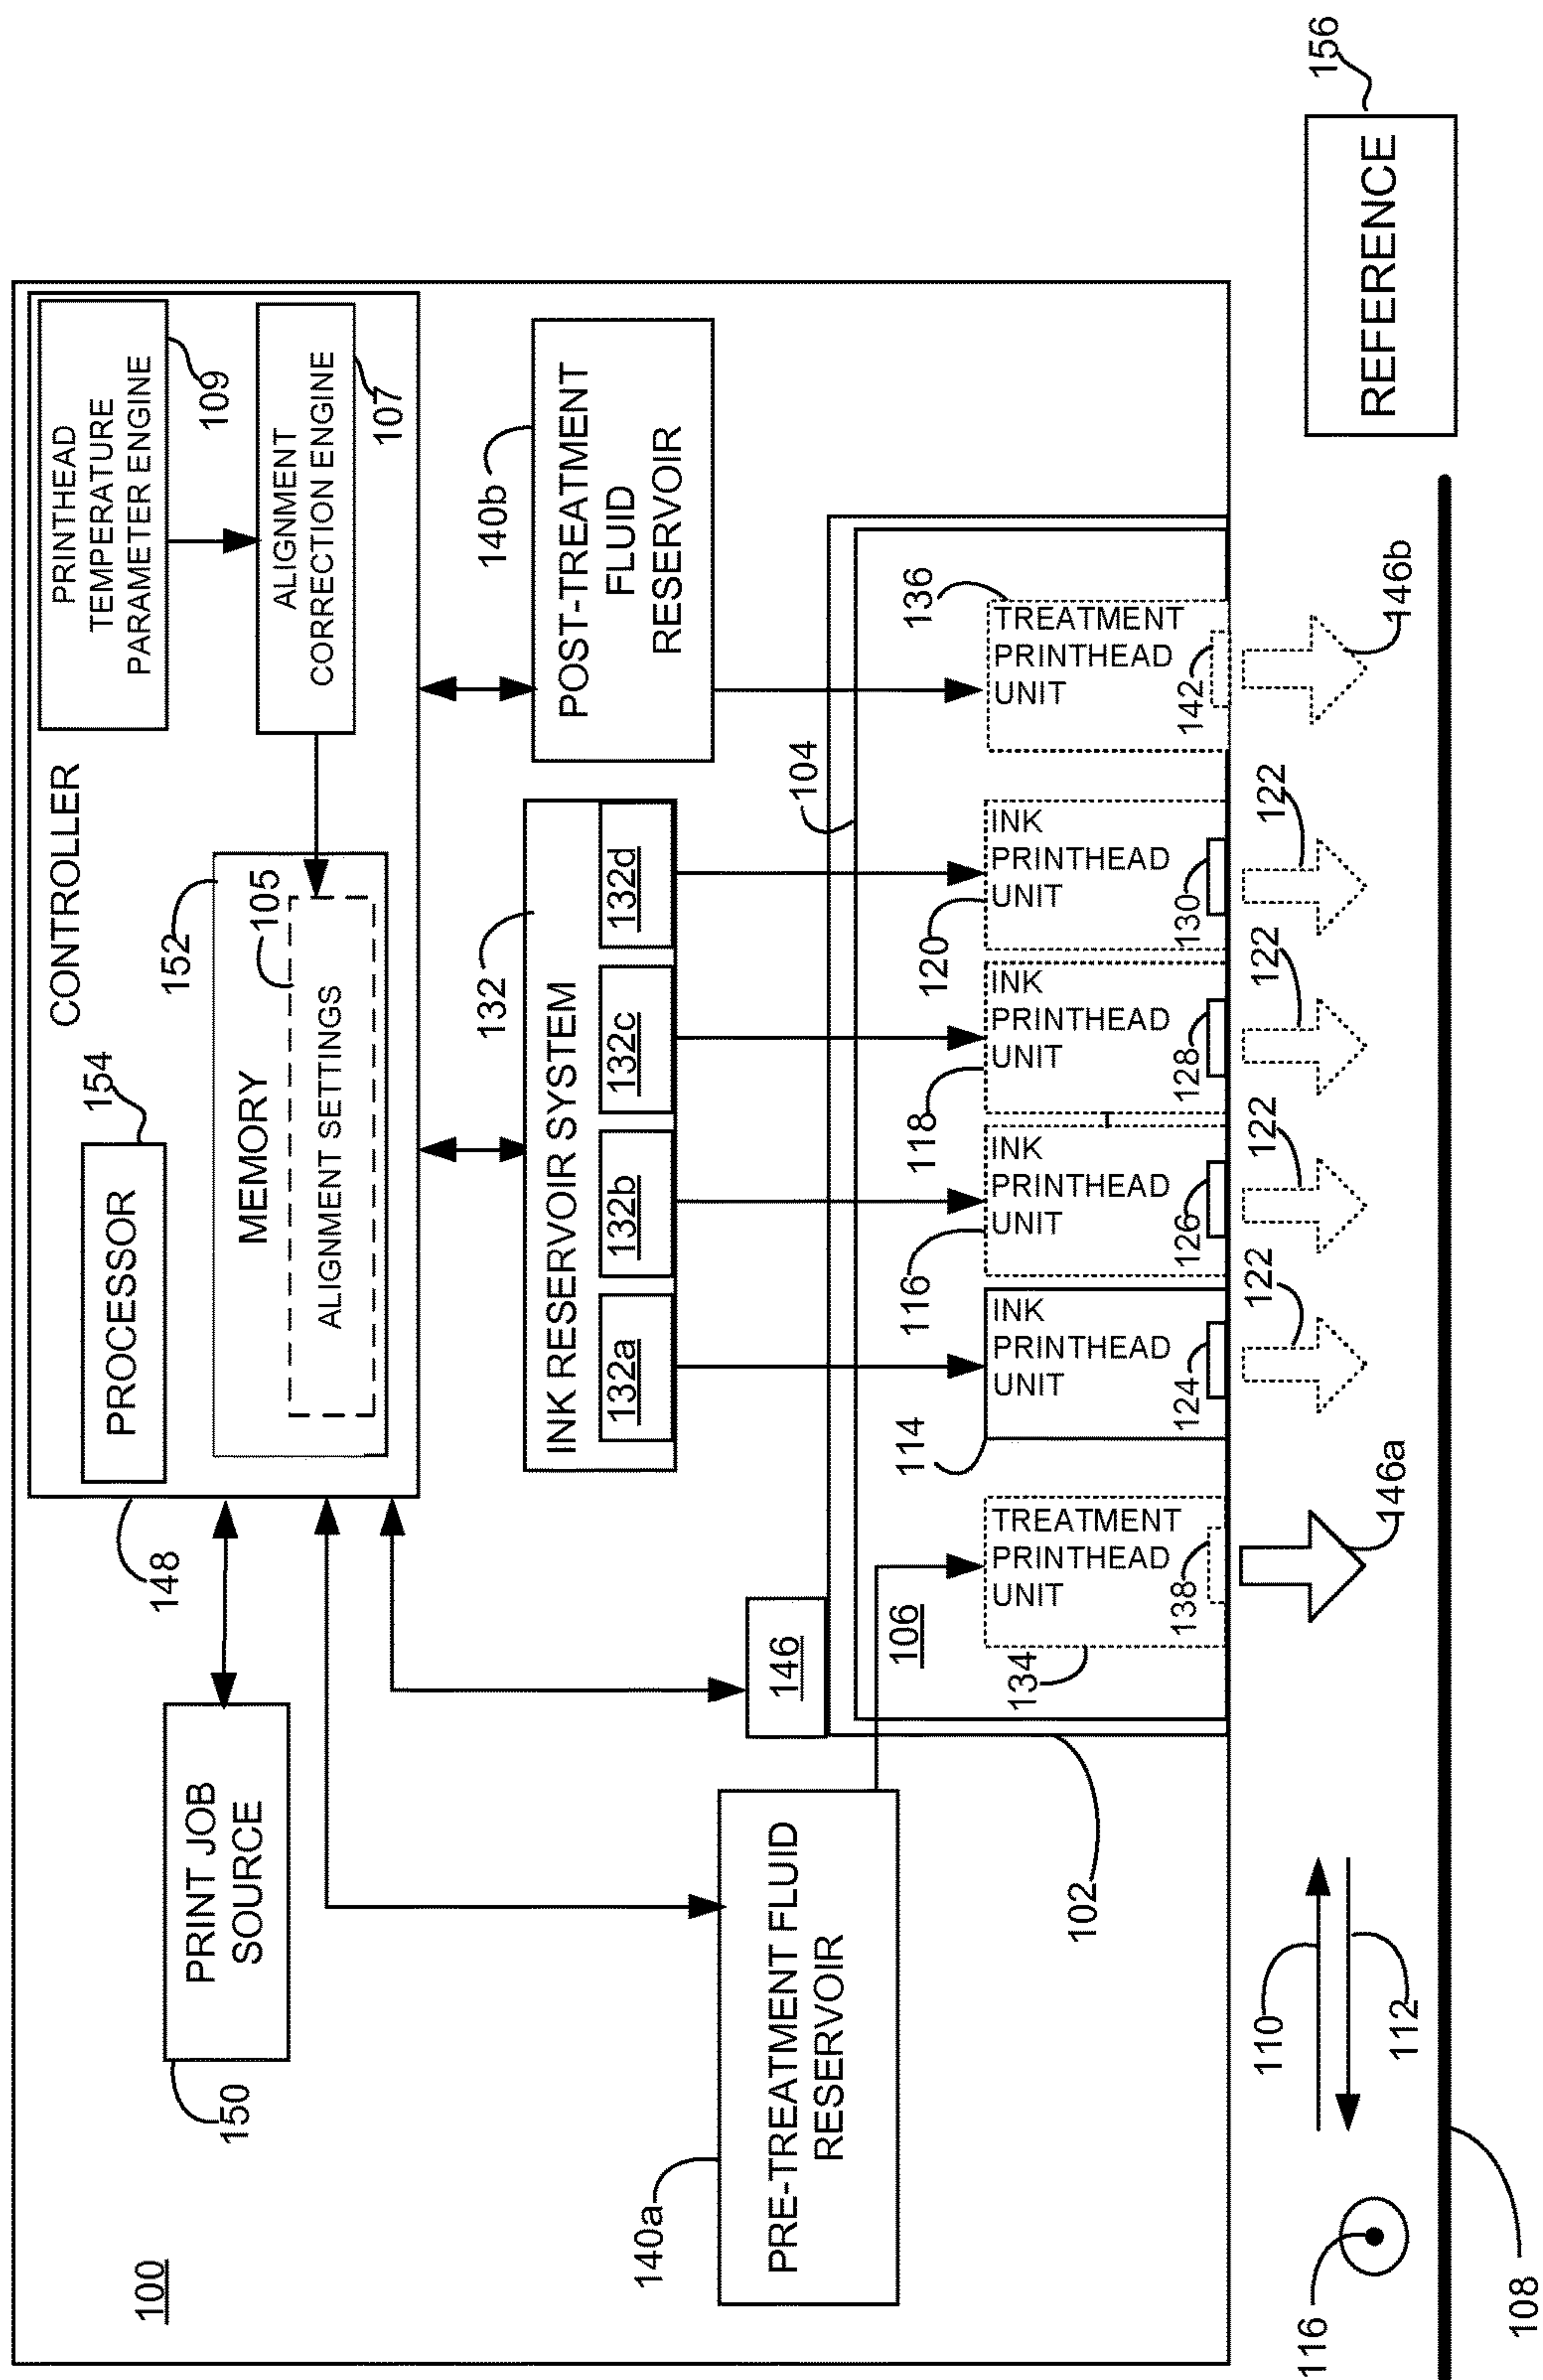 100
150
PRINT JOB
SOURCE
148
154
PROCESSOR
CONTROLLER
152
MEMORY
105
ALIGNMENT SETTINGS
PRINTHEAD
TEMPERATURE
PARAMETER ENGINE
109
ALIGNMENT
CORRECTION ENGINE
107
140a
PRE-TREATMENT FLUID
RESERVOIR
146
132
INK RESERVOIR SYSTEM
132a
132b
132c
132d
140b
POST-TREATMENT
FLUID
RESERVOIR
102
104
106
134
TREATMENT
PRINTHEAD
UNIT
138
114
INK
PRINTHEAD
UNIT
124
116
INK
PRINTHEAD
UNIT
126
118
INK
PRINTHEAD
UNIT
128
120
INK
PRINTHEAD
UNIT
130
136
TREATMENT
PRINTHEAD
UNIT
142
116
110
112
146a
122
122
122
122
146b
108
REFERENCE
156